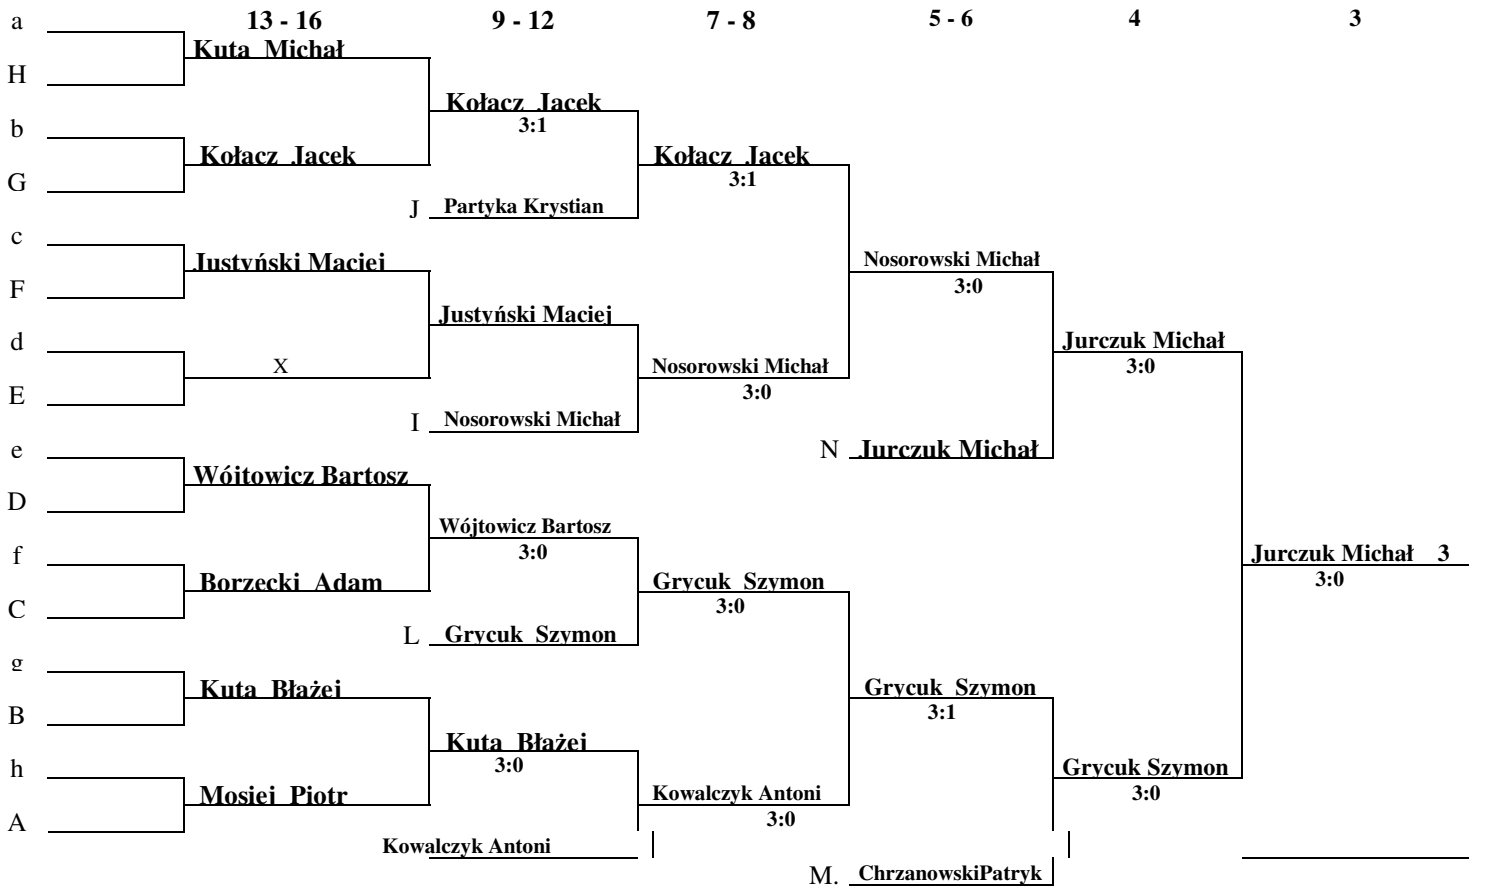 a 13 - 16 9 - 12 7 - 8 5 - 6 4 3
Kuta Michał
H
Kołacz Jacek
3:1
b
Kołacz Jacek Kołacz Jacek
3:1
G
J Partyka Krystian
c
Justyński Maciej Nosorowski Michał
3:0
F
Justyński Maciej
d Jurczuk Michał
X Nosorowski Michał 3:0
3:0
E
I Nosorowski Michał
e N Jurczuk Michał
Wójtowicz Bartosz
D
Wójtowicz Bartosz
3:0
f Jurczuk Michał 3
3:0
Borzecki Adam Grycuk Szymon
3:0
C
L Grycuk Szymon
g
Kuta Błażej Grycuk Szymon
3:1
B
Kuta Błażej
3:0
h Grycuk Szymon
3:0
Mosiej Piotr Kowalczyk Antoni
3:0
A
Kowalczyk Antoni
M. ChrzanowskiPatryk